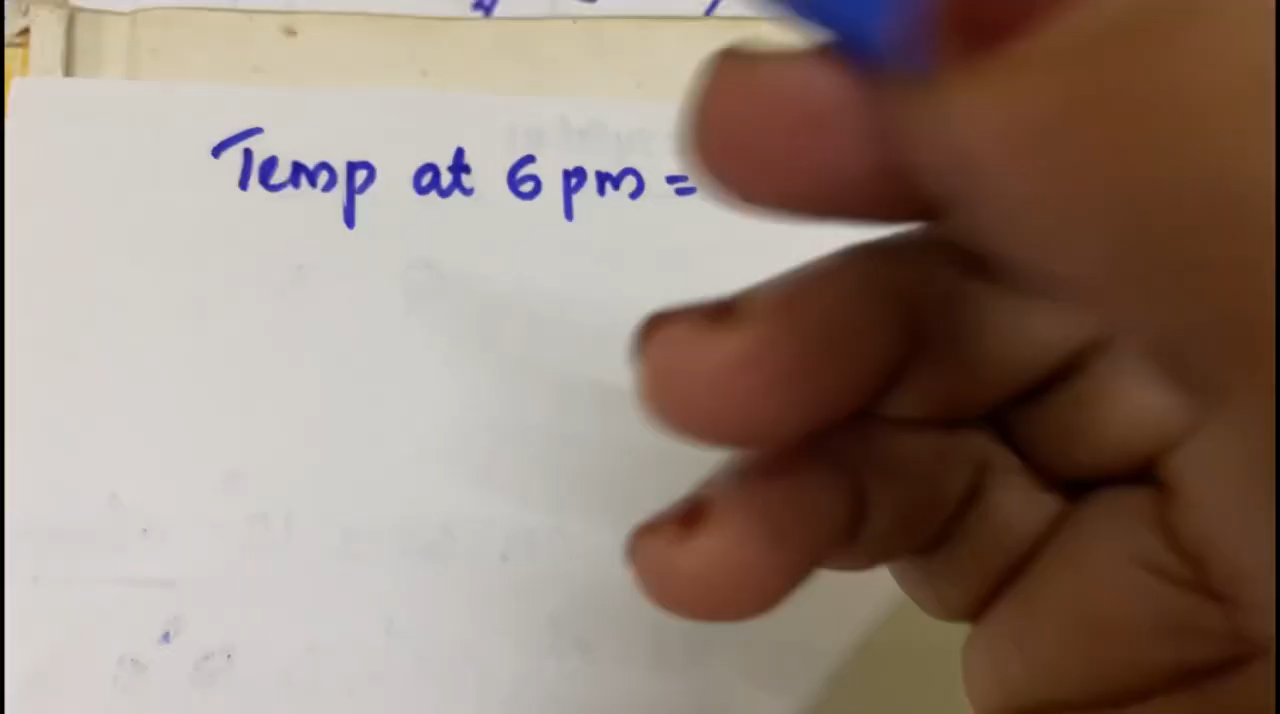 Temp at 6 pm =